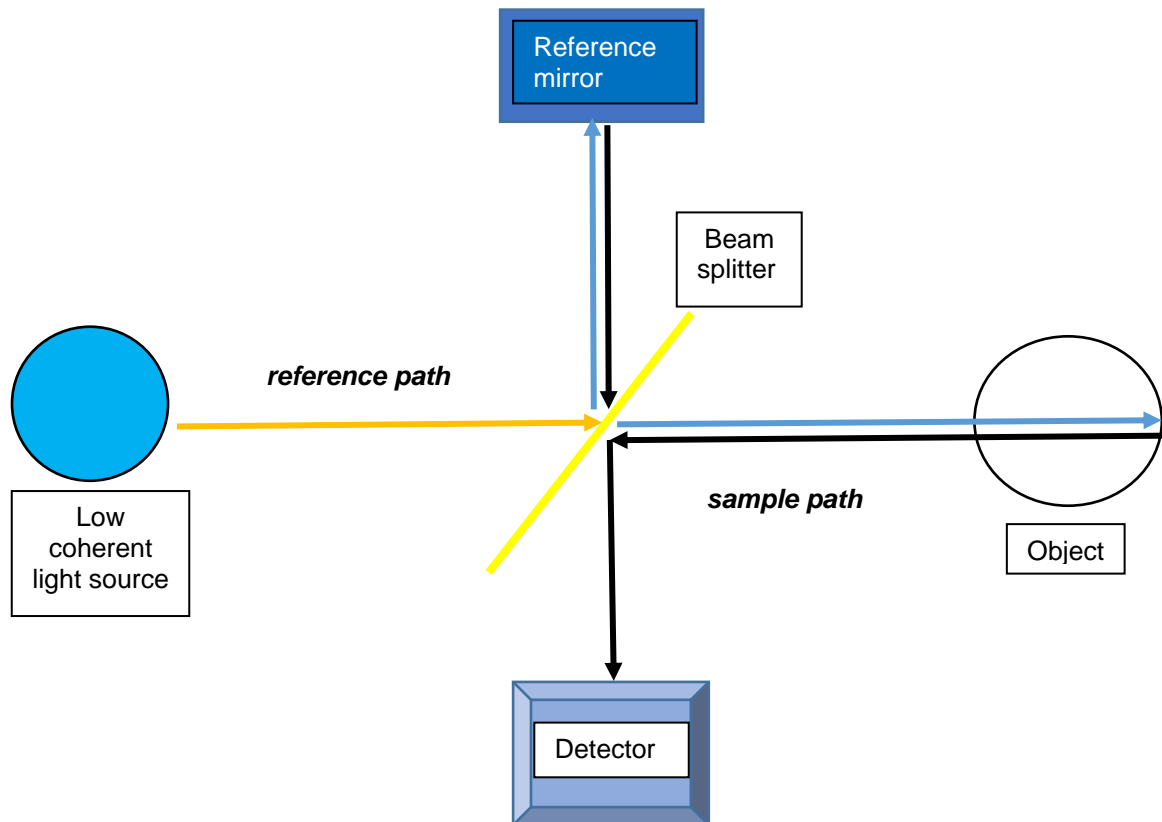 Reference
mirror
Beam
splitter
reference path
Low
coherent
light source
sample path
Object
Detector